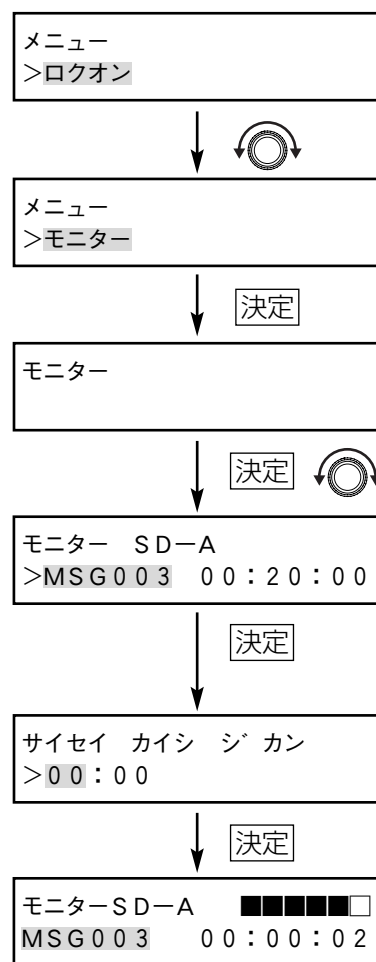 メニュー
>ロクオン
メニュー
>モニター
決定
モニター
決定
モニター　ＳＤ－Ａ
>ＭＳＧ００３　００：２０：００
決定
サイセイ　カイシ　シ゛カン
>００：００
決定
モニターＳＤ－Ａ　■■■■■□
ＭＳＧ００３　００：００：０２